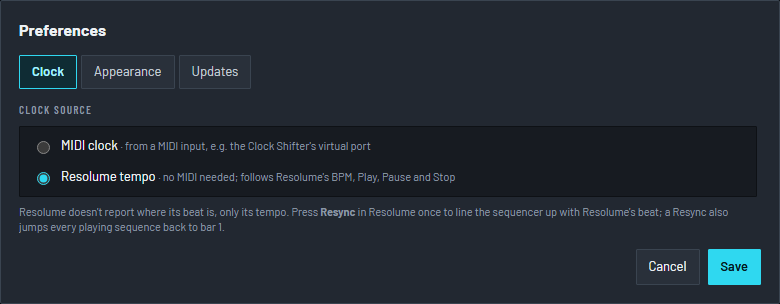 Preferences
Clock
Appearance
Updates
CLOCK SOURCE
MIDI clock · from a MIDI input, e.g. the Clock Shifter's virtual port
Resolume tempo · no MIDI needed; follows Resolume's BPM, Play, Pause and Stop
Resolume doesn't report where its beat is, only its tempo. Press Resync in Resolume once to line the sequencer up with Resolume's beat; a Resync also
jumps every playing sequence back to bar 1.
Cancel
Save